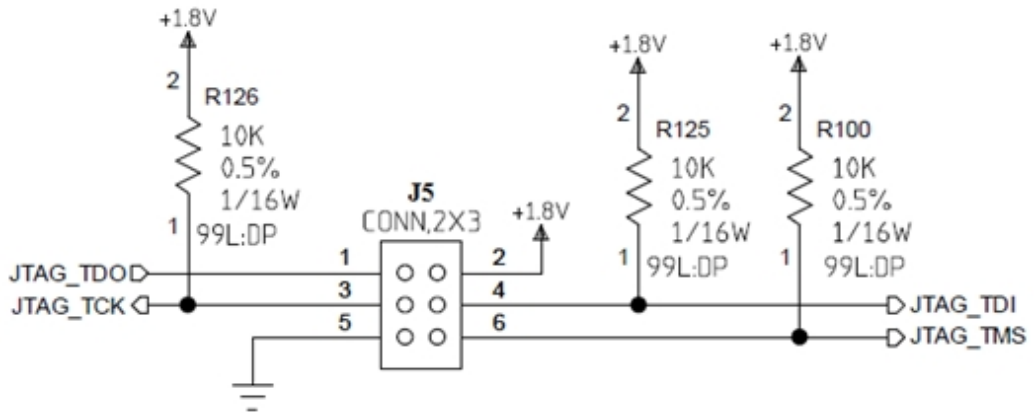 +1.8V
2
R126
10K
0.5%
1/16W
1
99L:DP
J5
CONN,2X3
+1.8V
+1.8V
2
R125
10K
0.5%
1/16W
1
99L:DP
+1.8V
2
R100
10K
0.5%
1/16W
1
99L:DP
JTAG_TDO
1
2
JTAG_TCK
3
4
JTAG_TDI
5
6
JTAG_TMS